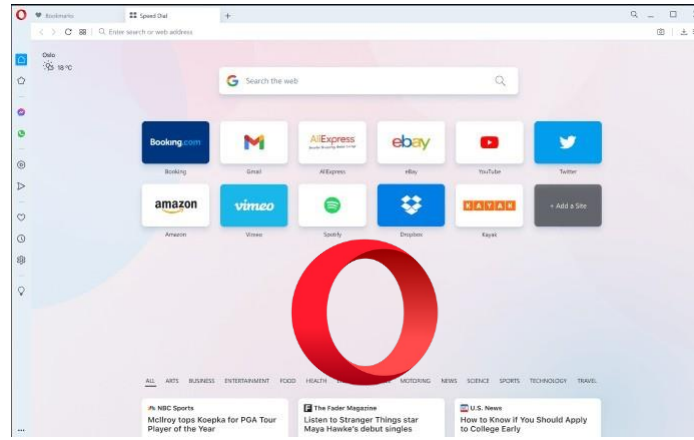 Bookmarks
Speed Dial
Enter search or web address
Oslo
18 °C
Search the web
Booking.com
M
AliExpress
ebay
Booking
Gmail
AliExpress
eBay
YouTube
Twitter
amazon
vimeo
KAYAK
+ Add a Site
Amazon
Vimeo
Spotify
Dropbox
Kayak
ALL ARTS BUSINESS ENTERTAINMENT FOOD HEALTH MOTORING NEWS SCIENCE SPORTS TECHNOLOGY TRAVEL
NBC Sports
McIlroy tops Koepka for PGA Tour
Player of the Year
The Fader Magazine
Listen to Stranger Things star
Maya Hawke's debut singles
U.S. News
How to Know if You Should Apply
to College Early